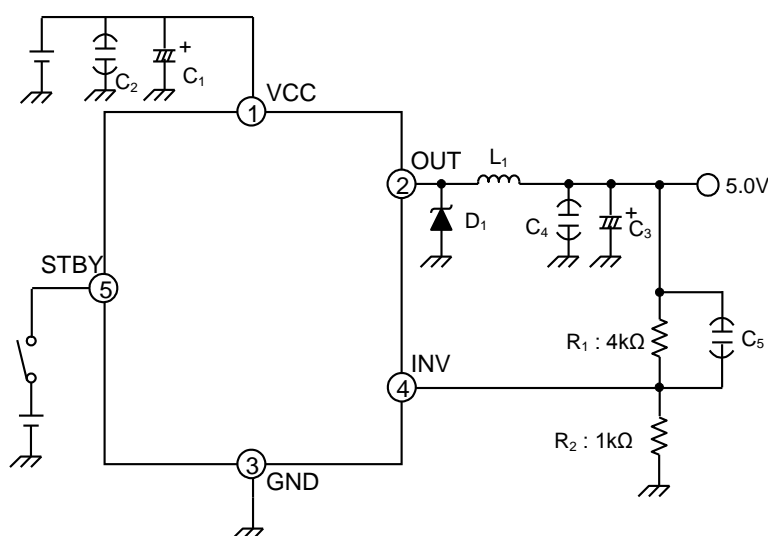 C₂
C₁
+
VCC
1
OUT
2
L₁
5.0V
D₁
C₄
C₃
+
STBY
5
R₁ : 4kΩ
C₅
INV
4
R₂ : 1kΩ
3
GND